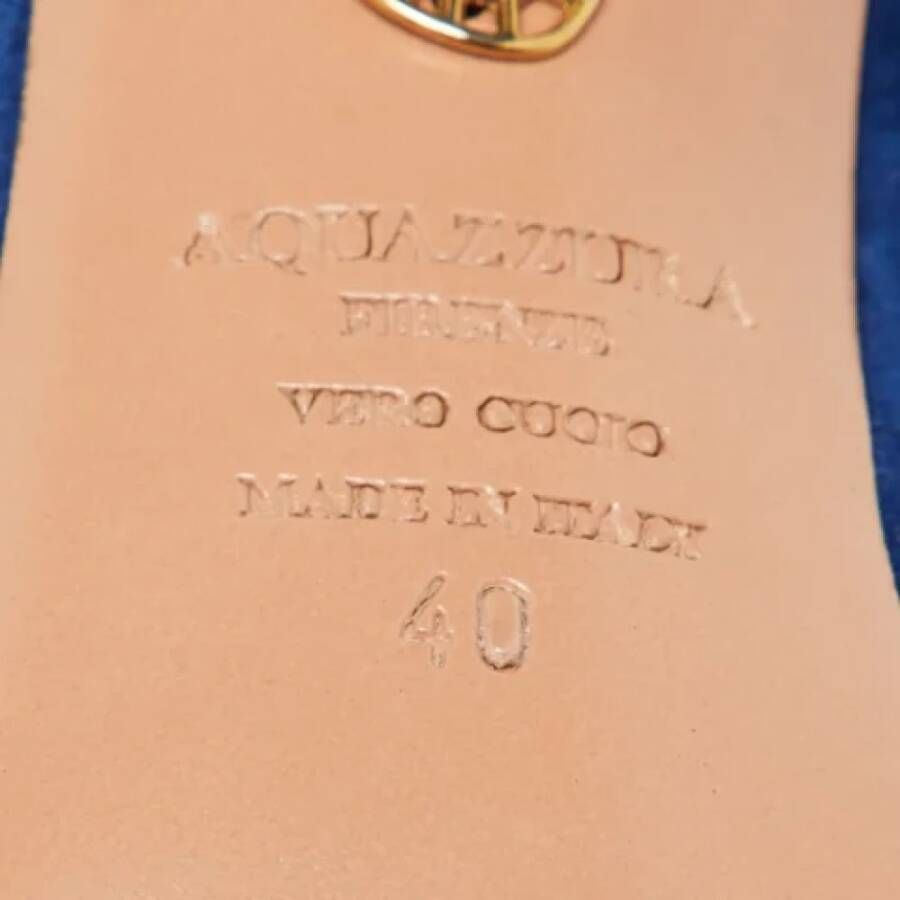 AQUAZZURA
FIRENZE
VERO CUOIO
MADE IN ITALY
40